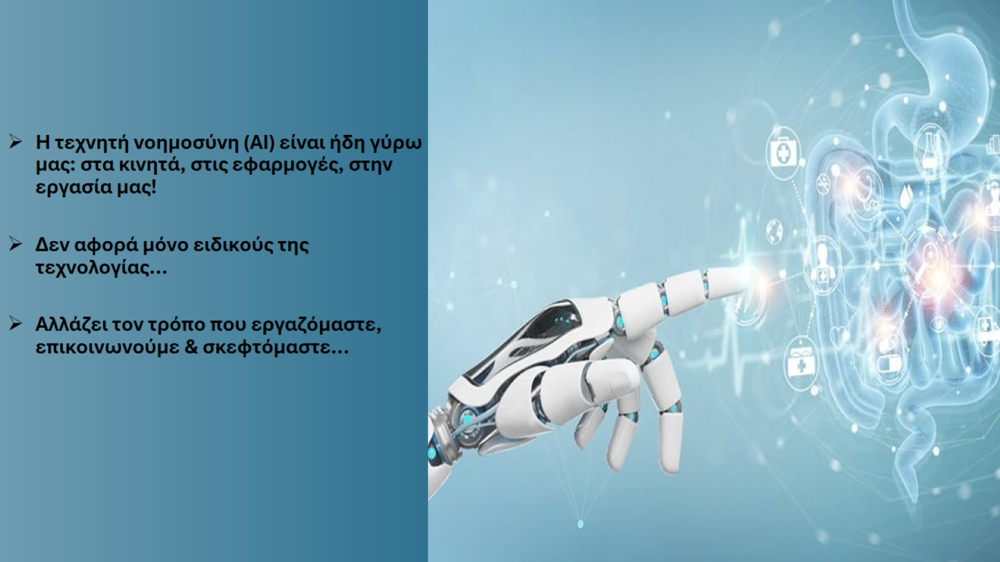 ➢ Η τεχνητή νοημοσύνη (AI) είναι ήδη γύρω
μας: στα κινητά, στις εφαρμογές, στην
εργασία μας!
➢ Δεν αφορά μόνο ειδικούς της
τεχνολογίας...
➢ Αλλάζει τον τρόπο που εργαζόμαστε,
επικοινωνούμε & σκεφτόμαστε...